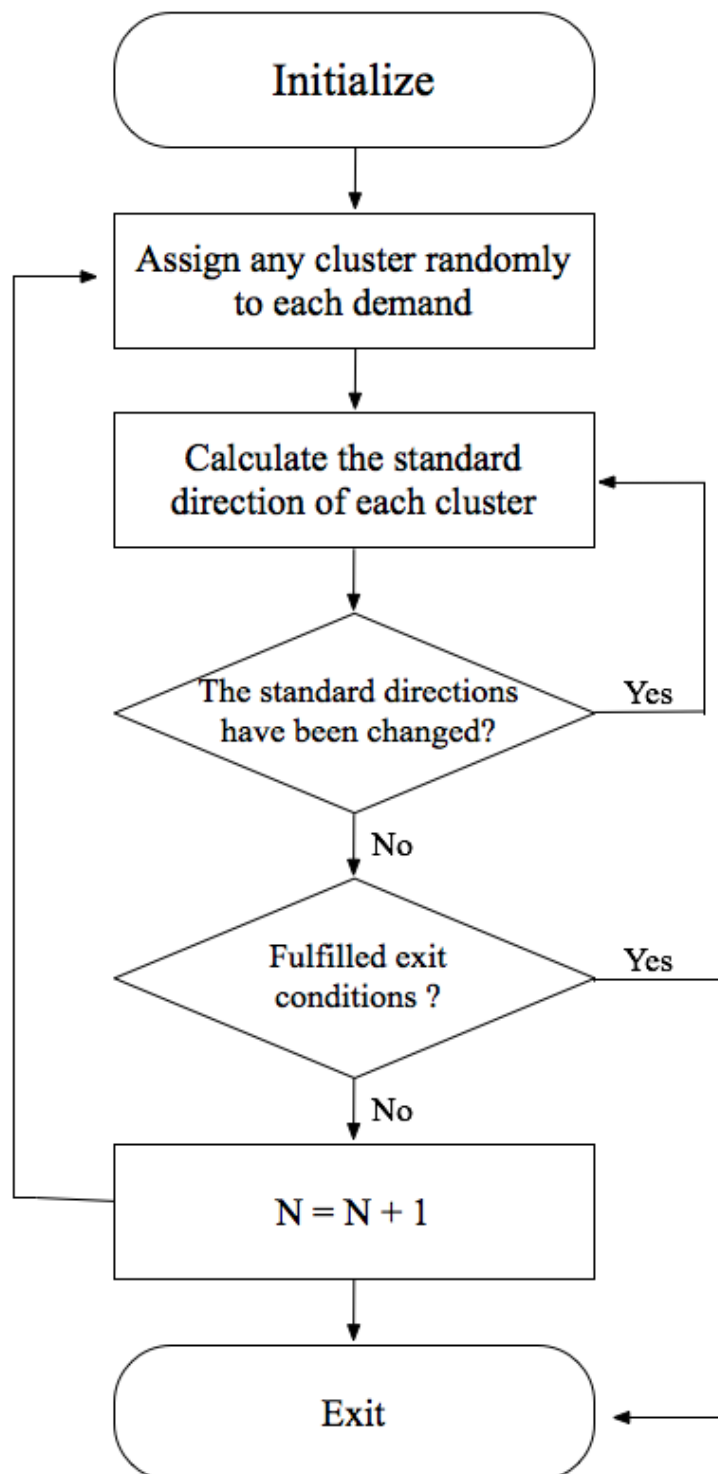 Initialize
Assign any cluster randomly
to each demand
Calculate the standard
direction of each cluster
The standard directions
have been changed?
Yes
No
Fulfilled exit
conditions ?
Yes
No
N = N + 1
Exit